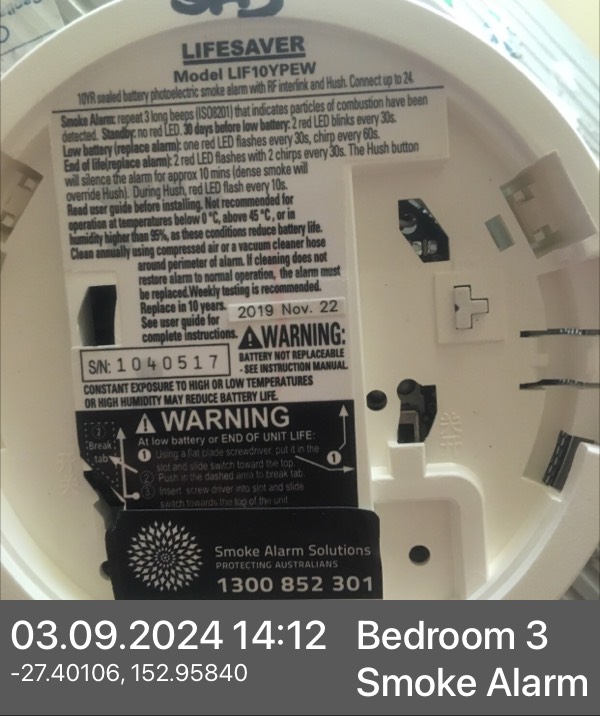 LIFESAVER
Model LIF10YPEW
10YR sealed battery photoelectric smoke alarm with RF interlink and Hush. Connect up to 24.
Smoke Alarm: repeat 3 long beeps (ISO8201) that indicates particles of combustion have been
detected. Standby: no red LED. 30 days before low battery: 2 red LED blinks every 30s.
Low battery (replace alarm): one red LED flashes every 30s, chirp every 60s.
End of life(replace alarm): 2 red LED flashes with 2 chirps every 30s. The Hush button
will silence the alarm for approx 10 mins (dense smoke will
override Hush). During Hush, red LED flash every 10s.
Read user guide before installing. Not recommended for
operation at temperatures below 0 °C, above 45 °C, or in
humidity higher than 95%, as these conditions reduce battery life.
Clean annually using compressed air or a vacuum cleaner hose
around perimeter of alarm. If cleaning does not
restore alarm to normal operation, the alarm must
be replaced.Weekly testing is recommended.
Replace in 10 years.
2019 Nov. 22
See user guide for
complete instructions.
WARNING:
BATTERY NOT REPLACEABLE
- SEE INSTRUCTION MANUAL.
S/N: 1040517
CONSTANT EXPOSURE TO HIGH OR LOW TEMPERATURES
OR HIGH HUMIDITY MAY REDUCE BATTERY LIFE.
WARNING
At low battery or END OF UNIT LIFE:
1 Using a flat blade screwdriver, put it in the
slot and slide switch toward the top.
2 Push in the dashed area to break tab.
3 Insert screw driver into slot and slide
switch towards the top of the unit
2
Break
tab
1
Smoke Alarm Solutions
PROTECTING AUSTRALIANS
1300 852 301
03.09.2024 14:12
-27.40106, 152.95840
Bedroom 3
Smoke Alarm